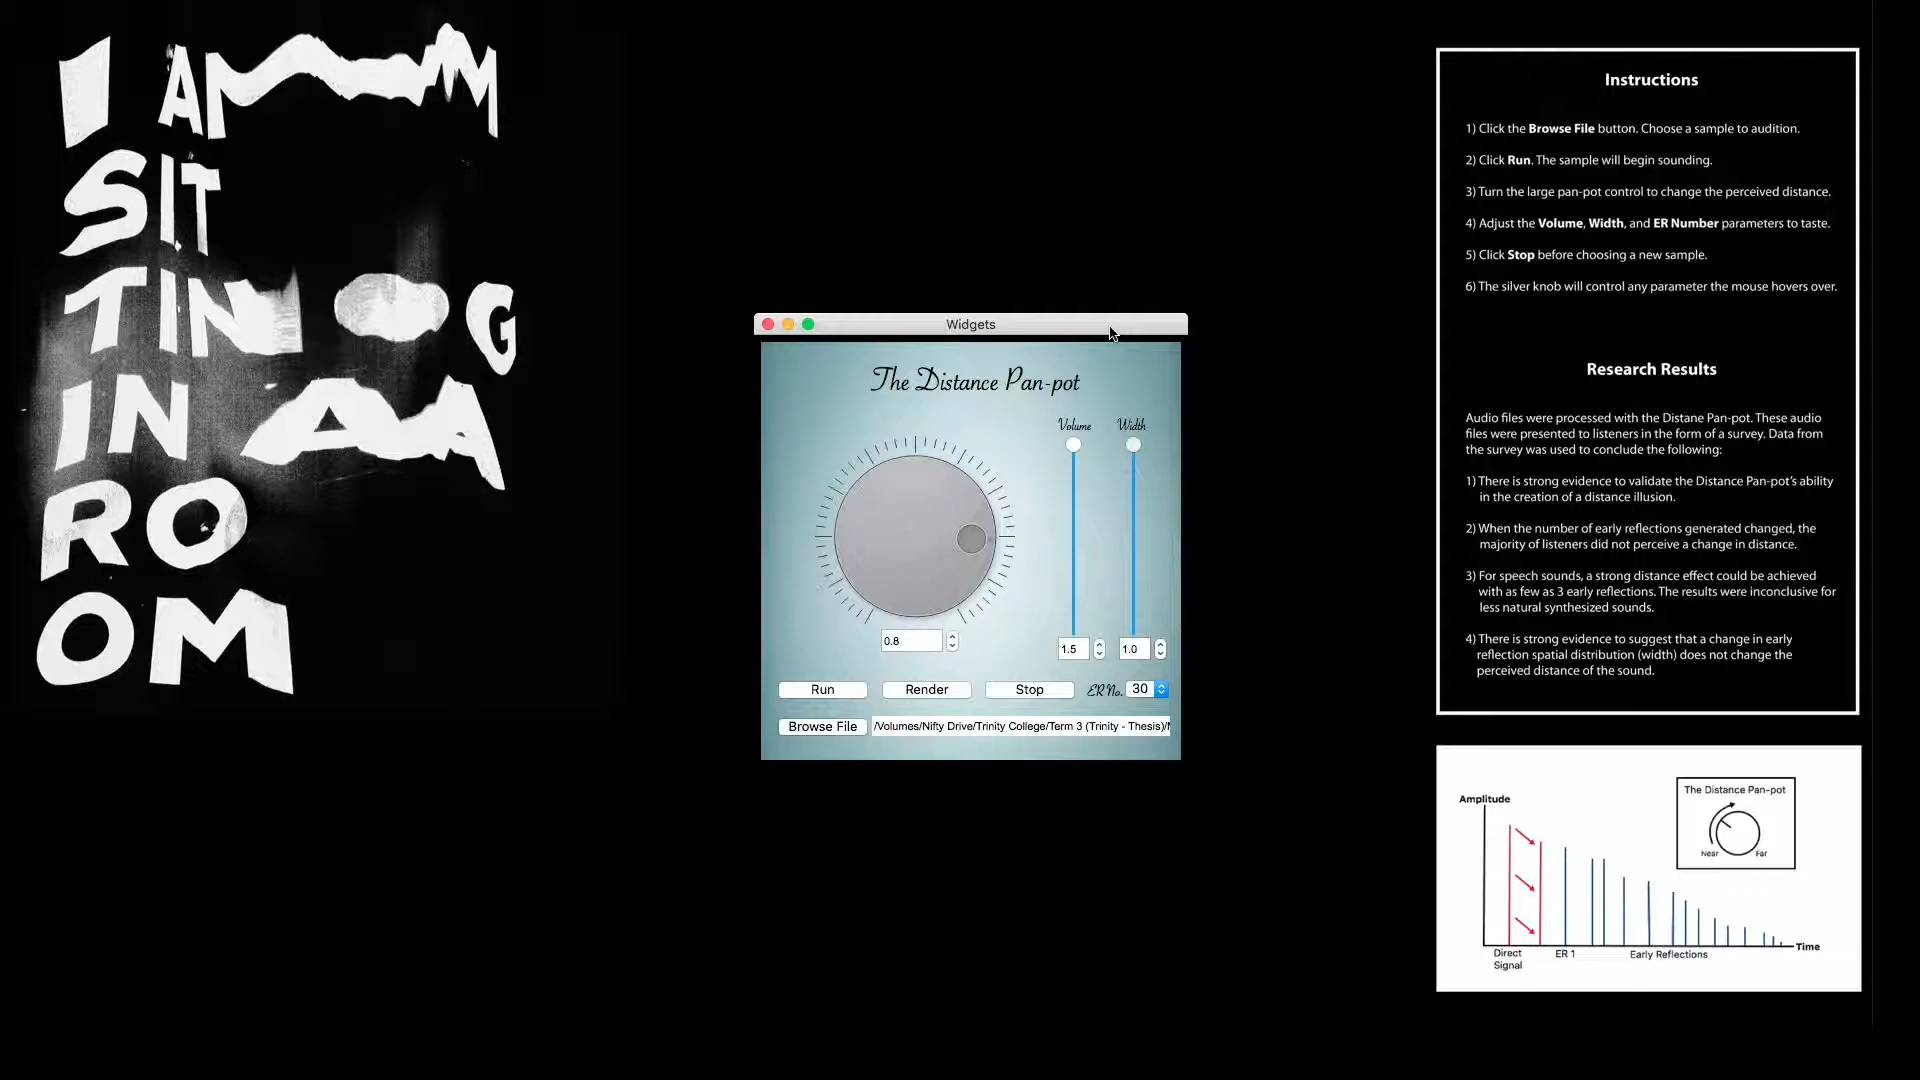 I AM
SIT
TING
IN A A
RO
OM
Widgets
The Distance Pan-pot
Volume
Width
0.8
1.5
1.0
Run
Render
Stop
ER No.
30
Browse File
/Volumes/Nifty Drive/Trinity College/Term 3 (Trinity - Thesis)/
Instructions
1) Click the Browse File button. Choose a sample to audition.
2) Click Run. The sample will begin sounding.
3) Turn the large pan-pot control to change the perceived distance.
4) Adjust the Volume, Width, and ER Number parameters to taste.
5) Click Stop before choosing a new sample.
6) The silver knob will control any parameter the mouse hovers over.
Research Results
Audio files were processed with the Distane Pan-pot. These audio
files were presented to listeners in the form of a survey. Data from
the survey was used to conclude the following:
1) There is strong evidence to validate the Distance Pan-pot's ability
in the creation of a distance illusion.
2) When the number of early reflections generated changed, the
majority of listeners did not perceive a change in distance.
3) For speech sounds, a strong distance effect could be achieved
with as few as 3 early reflections. The results were inconclusive for
less natural synthesized sounds.
4) There is strong evidence to suggest that a change in early
reflection spatial distribution (width) does not change the
perceived distance of the sound.
Amplitude
The Distance Pan-pot
Near
Far
Time
Direct
Signal
ER 1
Early Reflections